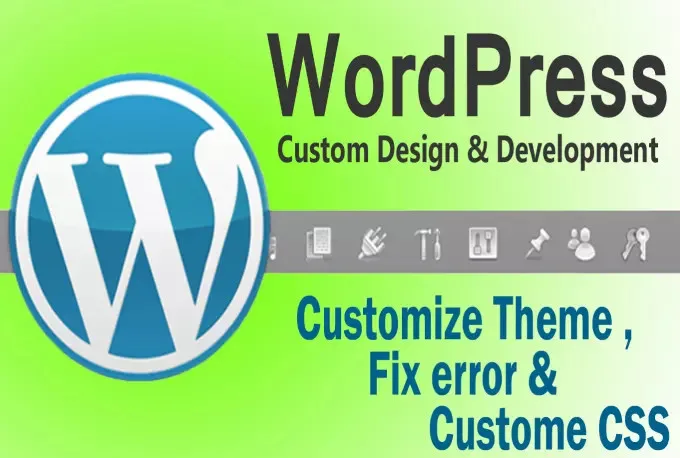 WordPress
Custom Design & Development
Customize Theme ,
Fix error &
Custome CSS